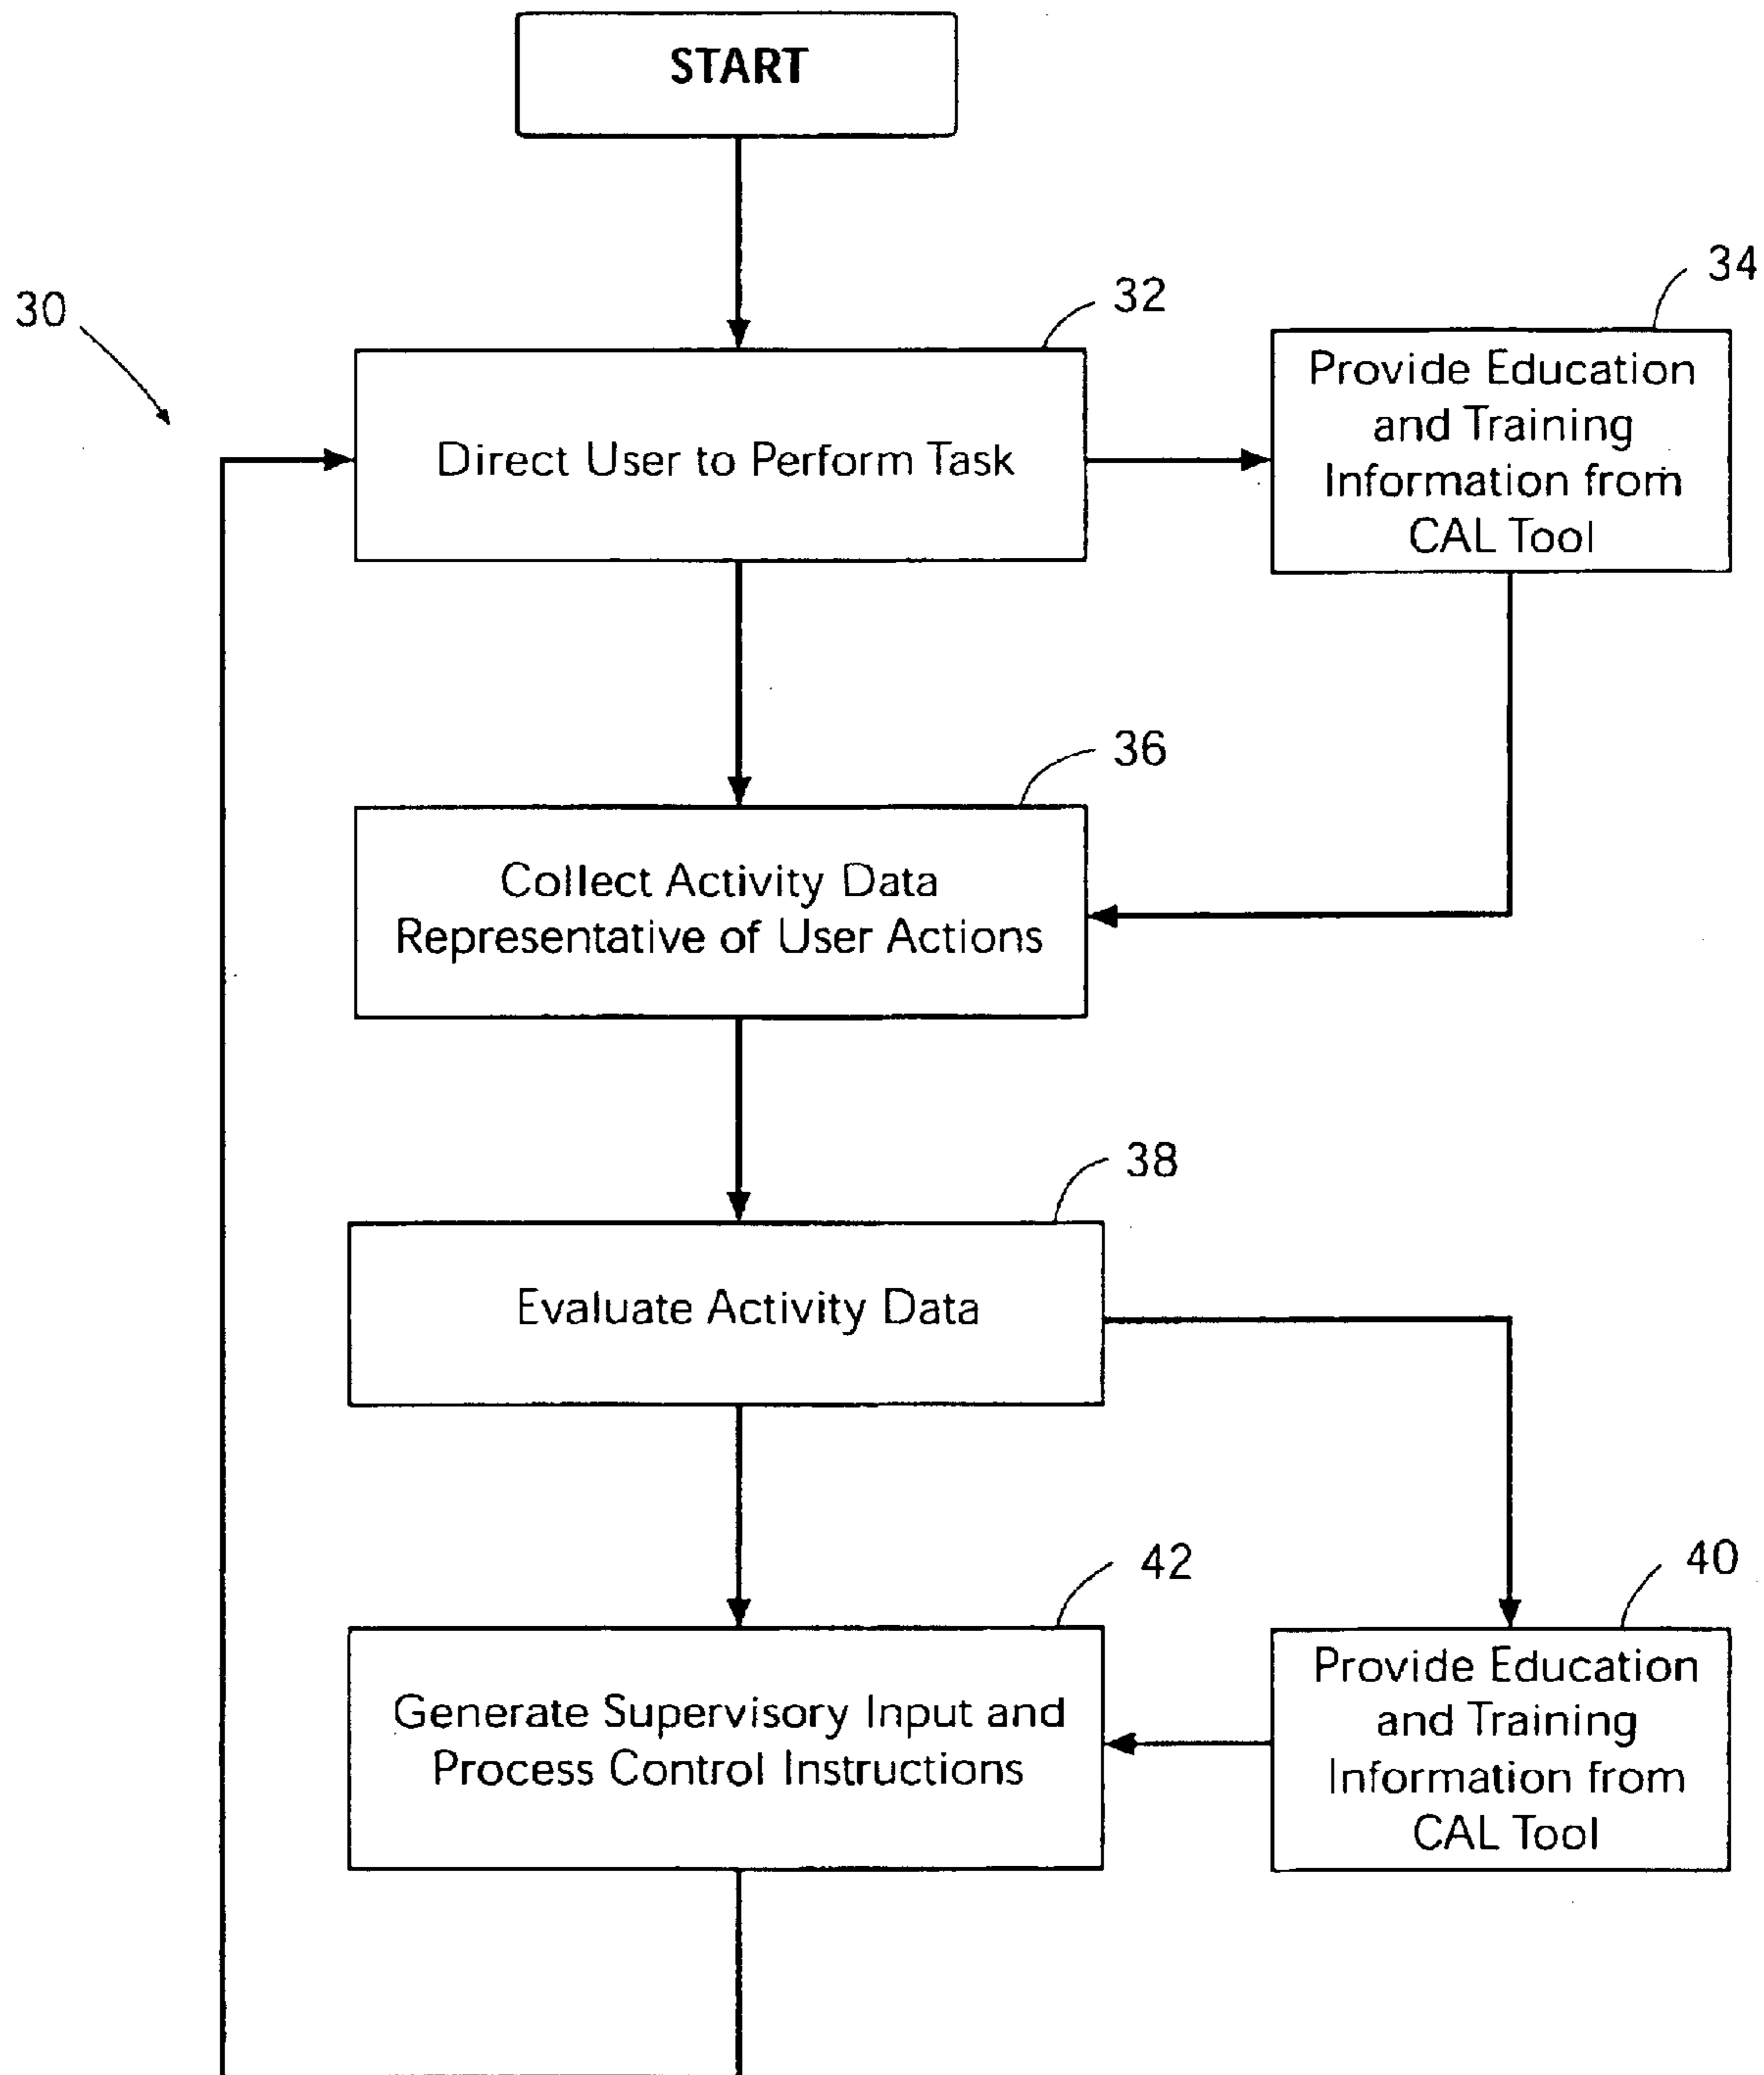 START
30
32
34
Direct User to Perform Task
Provide Education
and Training
Information from
CAL Tool
36
Collect Activity Data
Representative of User Actions
38
Evaluate Activity Data
42
40
Generate Supervisory Input and
Process Control Instructions
Provide Education
and Training
Information from
CAL Tool